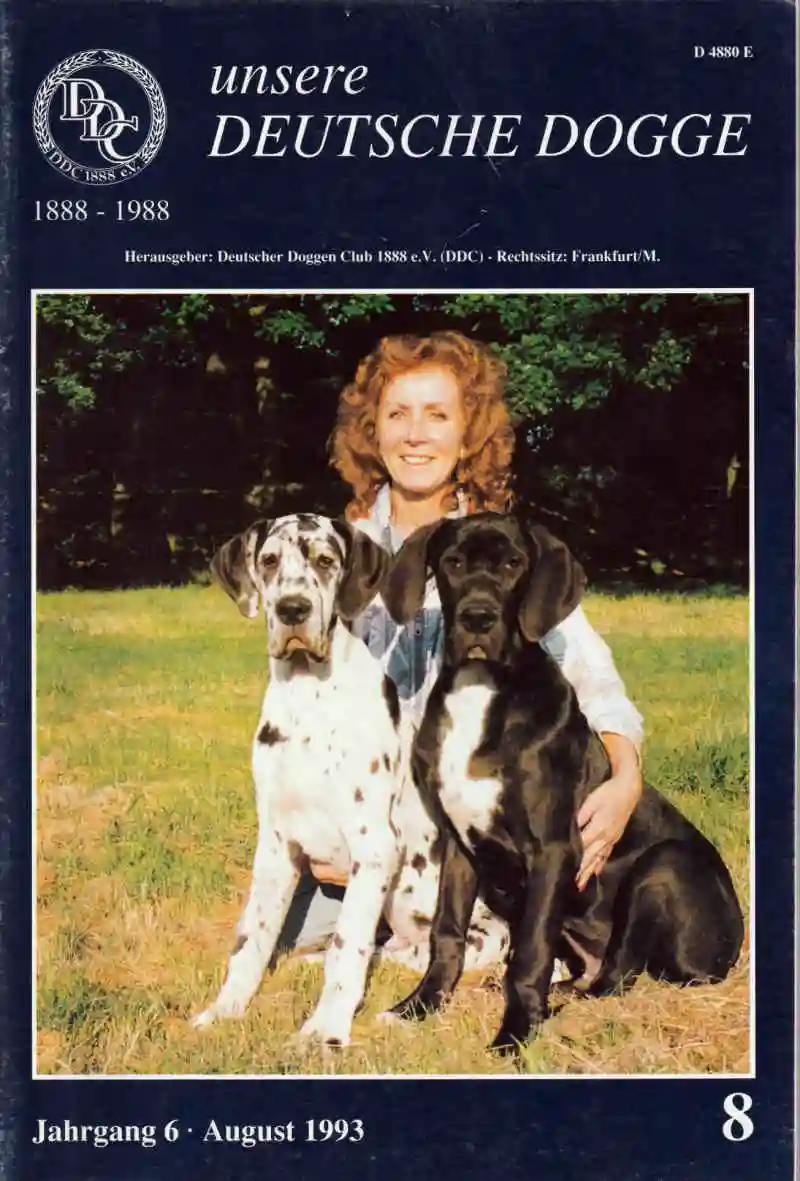 D 4880 E
unsere
DEUTSCHE DOGGE
DDC
DDC 1888 e.V.
1888 - 1988
Herausgeber: Deutscher Doggen Club 1888 e.V. (DDC) - Rechtssitz: Frankfurt/M.
Jahrgang 6 · August 1993
8